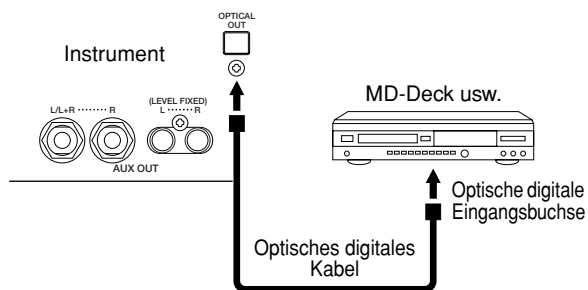 OPTICAL
OUT
Instrument
L/L+R ········ R
(LEVEL FIXED)
L ······· R
AUX OUT
MD-Deck usw.
Optische digitale
Eingangsbuchse
Optisches digitales
Kabel